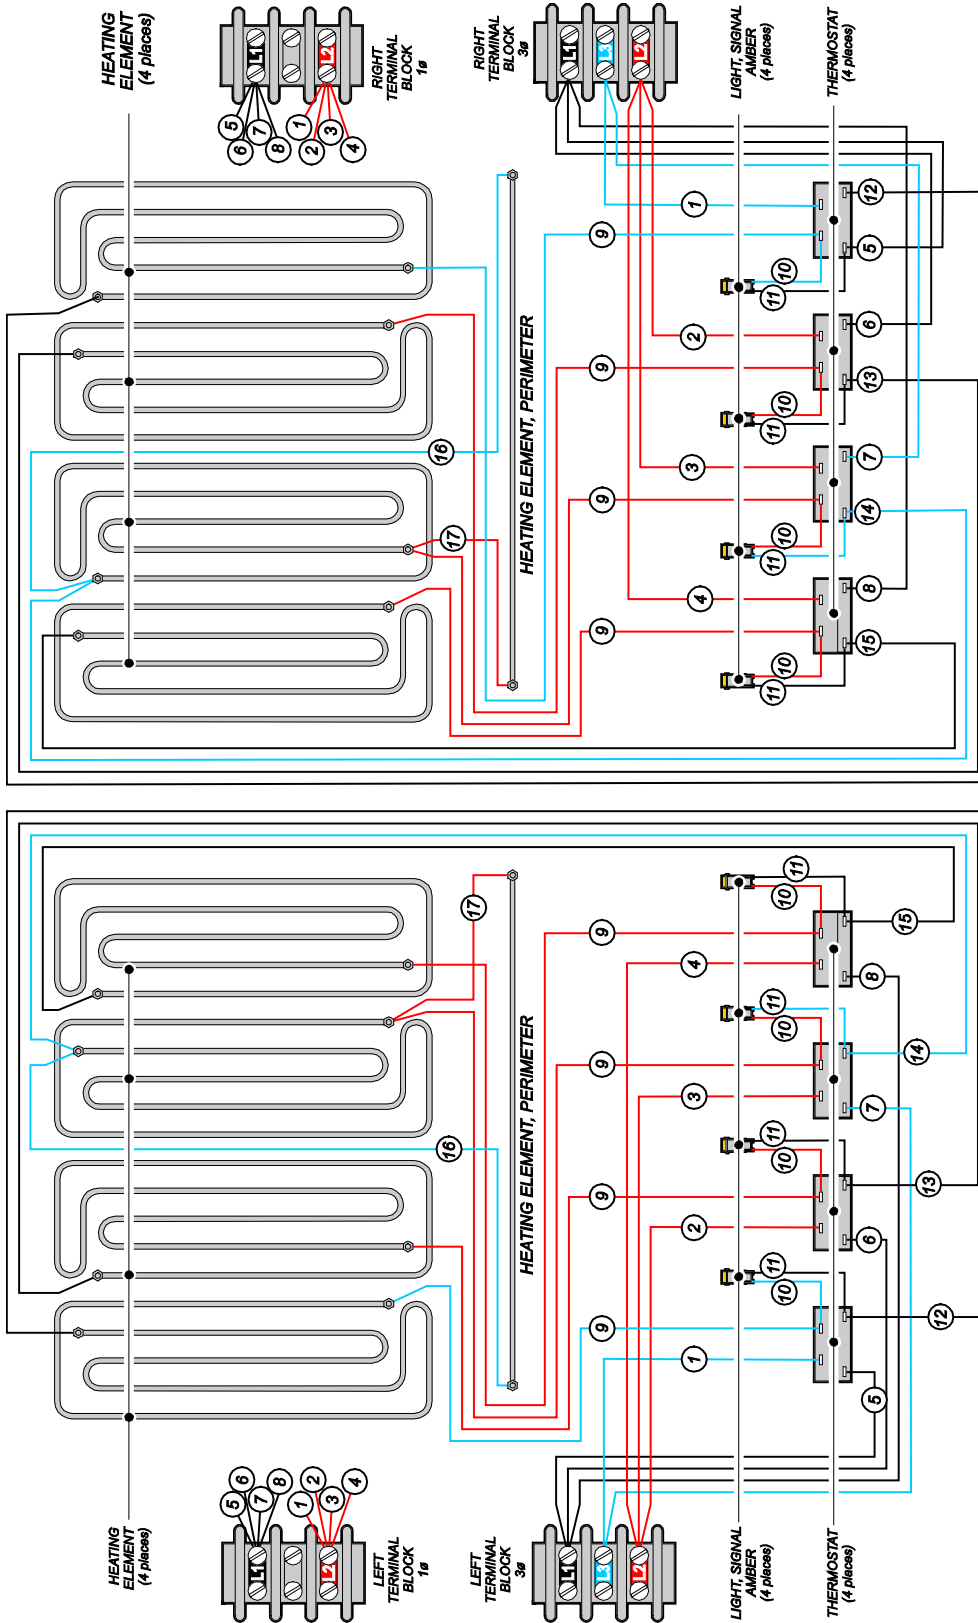 HEATING
ELEMENT
(4 places)
L1
L2
RIGHT
TERMINAL
BLOCK
1ø
5
6
7
8
1
2
3
4
RIGHT
TERMINAL
BLOCK
3ø
L1
L3
L2
LIGHT, SIGNAL
AMBER
(4 places)
THERMOSTAT
(4 places)
HEATING ELEMENT, PERIMETER
16
17
1
9
10
11
12
5
2
9
10
11
6
13
3
9
10
11
7
14
4
9
10
11
8
15
HEATING ELEMENT, PERIMETER
17
16
9
4
11
10
15
8
9
3
11
10
14
7
9
2
11
10
13
6
9
1
11
10
12
5
HEATING
ELEMENT
(4 places)
5
6
7
8
1
2
3
4
L1
L2
LEFT
TERMINAL
BLOCK
1ø
LEFT
TERMINAL
BLOCK
3ø
L1
L3
L2
LIGHT, SIGNAL
AMBER
(4 places)
THERMOSTAT
(4 places)